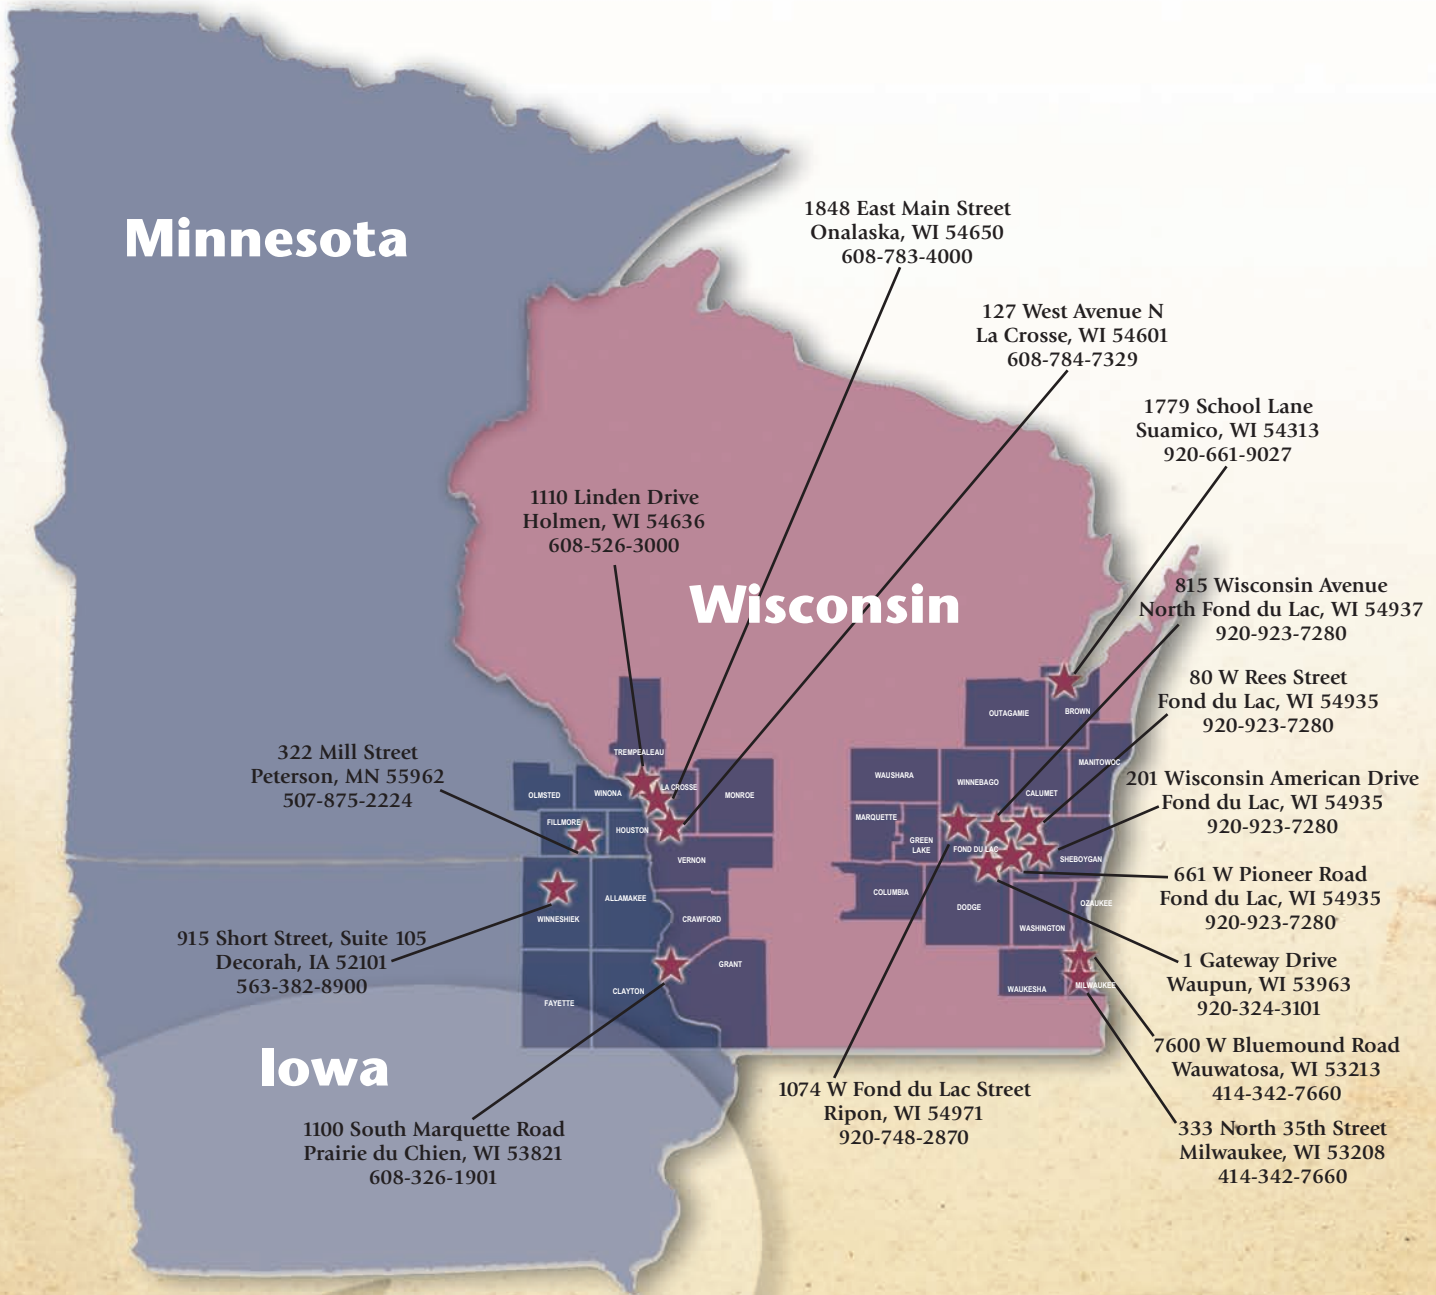 Minnesota
1848 East Main Street
Onalaska, WI 54650
608-783-4000
127 West Avenue N
La Crosse, WI 54601
608-784-7329
1779 School Lane
Suamico, WI 54313
920-661-9027
1110 Linden Drive
Holmen, WI 54636
608-526-3000
Wisconsin
815 Wisconsin Avenue
North Fond du Lac, WI 54937
920-923-7280
80 W Rees Street
Fond du Lac, WI 54935
920-923-7280
201 Wisconsin American Drive
Fond du Lac, WI 54935
920-923-7280
661 W Pioneer Road
Fond du Lac, WI 54935
920-923-7280
1 Gateway Drive
Waupun, WI 53963
920-324-3101
7600 W Bluemound Road
Wauwatosa, WI 53213
414-342-7660
333 North 35th Street
Milwaukee, WI 53208
414-342-7660
1074 W Fond du Lac Street
Ripon, WI 54971
920-748-2870
322 Mill Street
Peterson, MN 55962
507-875-2224
915 Short Street, Suite 105
Decorah, IA 52101
563-382-8900
Iowa
1100 South Marquette Road
Prairie du Chien, WI 53821
608-326-1901
TREMPEALEAU
OLMSTED
WINONA
LA CROSSE
MONROE
FILLMORE
HOUSTON
VERNON
WINNESHIEK
ALLAMAKEE
CRAWFORD
FAYETTE
CLAYTON
GRANT
OUTAGAMIE
BROWN
WAUSHARA
WINNEBAGO
CALUMET
MANITOWOC
MARQUETTE
GREEN
LAKE
FOND DU LAC
SHEBOYGAN
COLUMBIA
DODGE
WASHINGTON
OZAUKEE
WAUKESHA
MILWAUKEE